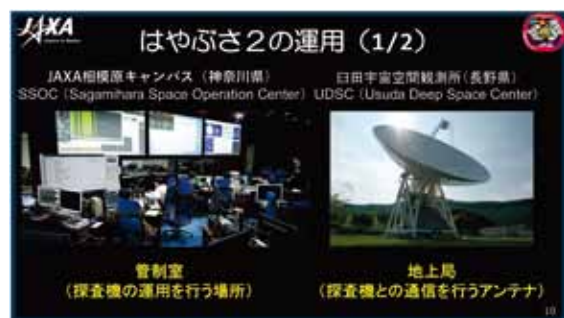 JAXA
はやぶさ2の運用（1/2）
JAXA相模原キャンパス（神奈川県）
SSOC（Sagamihara Space Operation Center）
臼田宇宙空間観測所（長野県）
UDSC（Usuda Deep Space Center）
管制室
（探査機の運用を行う場所）
地上局
（探査機との通信を行うアンテナ）
10